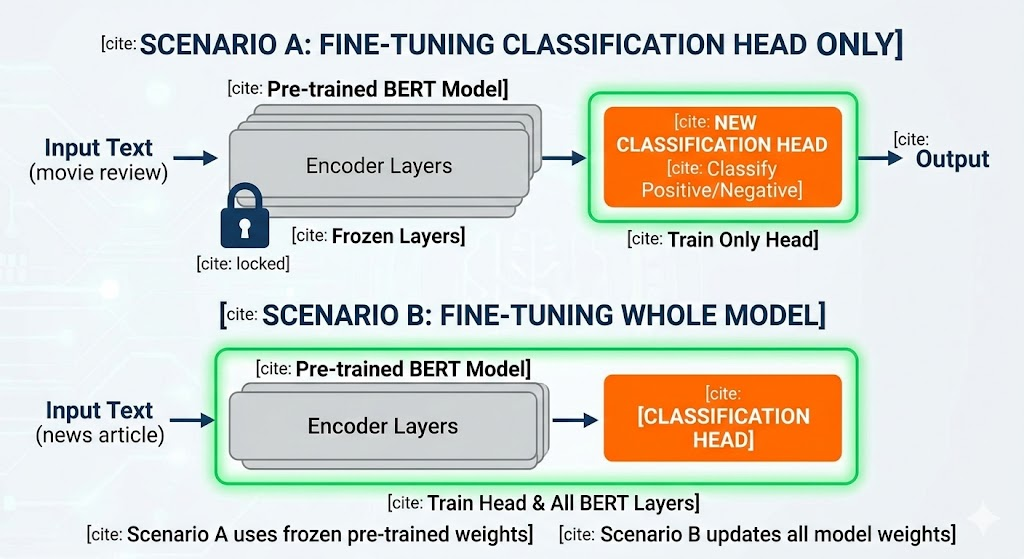 [cite: SCENARIO A: FINE-TUNING CLASSIFICATION HEAD ONLY]
[cite: Pre-trained BERT Model]
Input Text
(movie review)
Encoder Layers
[cite: NEW
CLASSIFICATION HEAD
[cite: Classify
Positive/Negative]
[cite:
Output
[cite: Frozen Layers]
[cite: locked]
[cite: Train Only Head]
[cite: SCENARIO B: FINE-TUNING WHOLE MODEL]
[cite: Pre-trained BERT Model]
Input Text
(news article)
Encoder Layers
[cite:
[CLASSIFICATION
HEAD]
[cite: Train Head & All BERT Layers]
[cite: Scenario A uses frozen pre-trained weights]
[cite: Scenario B updates all model weights]